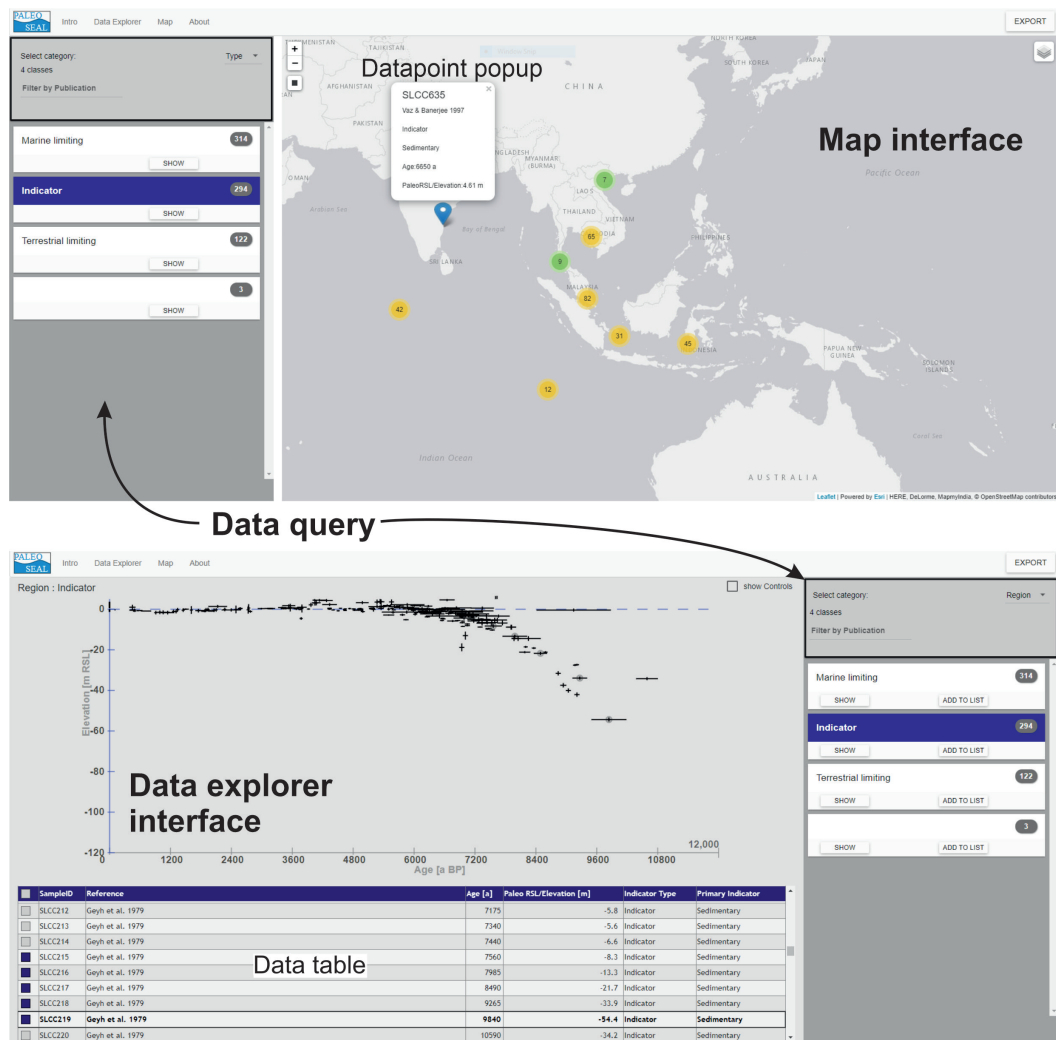 PALEO
SEAL
Intro Data Explorer Map About
EXPORT
Select category: Type
4 classes
Filter by Publication
Marine limiting 314
SHOW
Indicator 294
SHOW
Terrestrial limiting 122
SHOW
3
SHOW
+
−
Datapoint popup
SLCC635
×
Vaz & Banerjee 1997
Indicator
Sedimentary
Age:6650 a
PaleoRSL/Elevation:4.61 m
Map interface
TAJIKISTAN
NORTH KOREA
SOUTH KOREA
JAPAN
AFGHANISTAN
CHINA
PAKISTAN
OMAN
MYANMAR
(BURMA)
LAOS
7
Pacific Ocean
Arabian Sea
Bay of Bengal
THAILAND
VIETNAM
65
PHILIPPINES
SRI LANKA
9
MALAYSIA
82
42
31
45
PAPUA NEW
GUINEA
SOLOMON
ISLANDS
12
Coral Sea
Indian Ocean
AUSTRALIA
Leaflet | Powered by Esri | HERE, DeLorme, MapmyIndia, © OpenStreetMap contributors
Data query
PALEO
SEAL
Intro Data Explorer Map About
EXPORT
Region : Indicator
show Controls
0
-20
-40
-60
-80
-100
-120
Elevation [m RSL]
Data explorer
interface
12,000
0 1200 2400 3600 4800 6000 7200 8400 9600 10800
Age [a BP]
Select category: Region
4 classes
Filter by Publication
Marine limiting 314
SHOW ADD TO LIST
Indicator 294
SHOW ADD TO LIST
Terrestrial limiting 122
SHOW ADD TO LIST
3
SHOW ADD TO LIST
SampleID Reference Age [a] Paleo RSL/Elevation [m] Indicator Type Primary Indicator
SLCC212 Geyh et al. 1979 7175 -5.8 Indicator Sedimentary
SLCC213 Geyh et al. 1979 7340 -5.6 Indicator Sedimentary
SLCC214 Geyh et al. 1979 7440 -6.6 Indicator Sedimentary
SLCC215 Geyh et al. 1979 7560 -8.3 Indicator Sedimentary
Data table
SLCC216 Geyh et al. 1979 7985 -13.3 Indicator Sedimentary
SLCC217 Geyh et al. 1979 8490 -21.7 Indicator Sedimentary
SLCC218 Geyh et al. 1979 9265 -33.9 Indicator Sedimentary
SLCC219 Geyh et al. 1979 9840 -54.4 Indicator Sedimentary
SLCC220 Geyh et al. 1979 10590 -34.2 Indicator Sedimentary